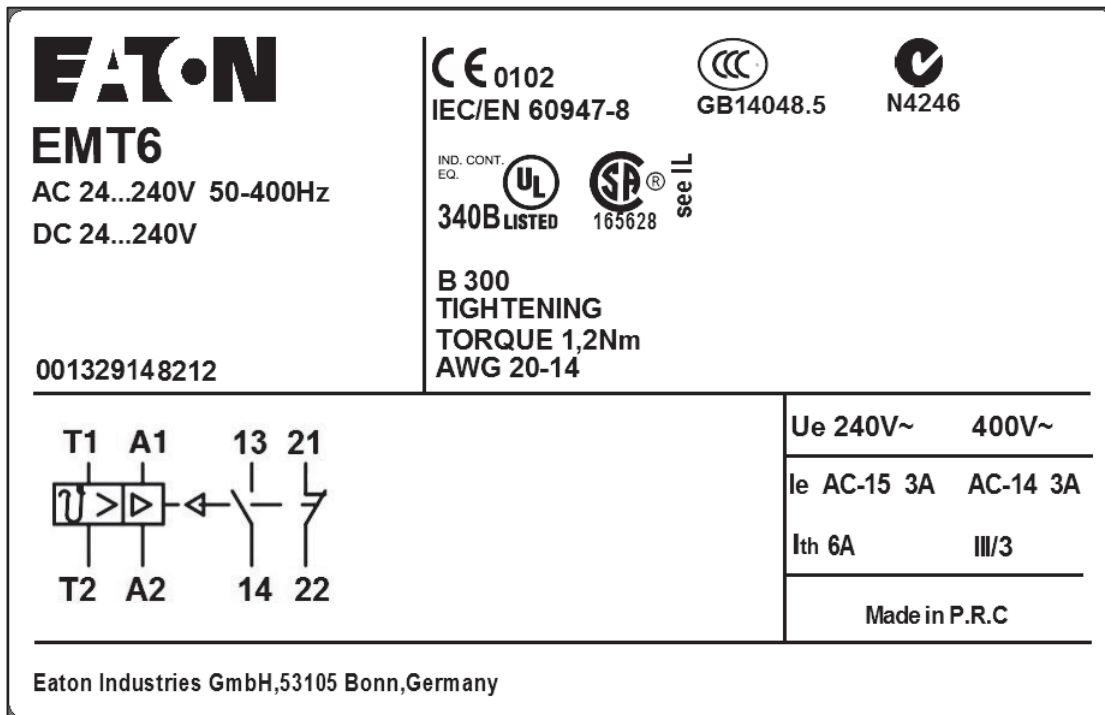 EATON
EMT6
AC 24...240V 50-400Hz
DC 24...240V
001329148212
CE 0102
IEC/EN 60947-8
CCC
GB14048.5
N4246
IND. CONT.
EQ.
340B
UL
LISTED
SA ®
165628
see IL
B 300
TIGHTENING
TORQUE 1,2Nm
AWG 20-14
T1 A1 13 21
T2 A2 14 22
Ue 240V~ 400V~
Ie AC-15 3A AC-14 3A
Ith 6A III/3
Made in P.R.C
Eaton Industries GmbH,53105 Bonn,Germany